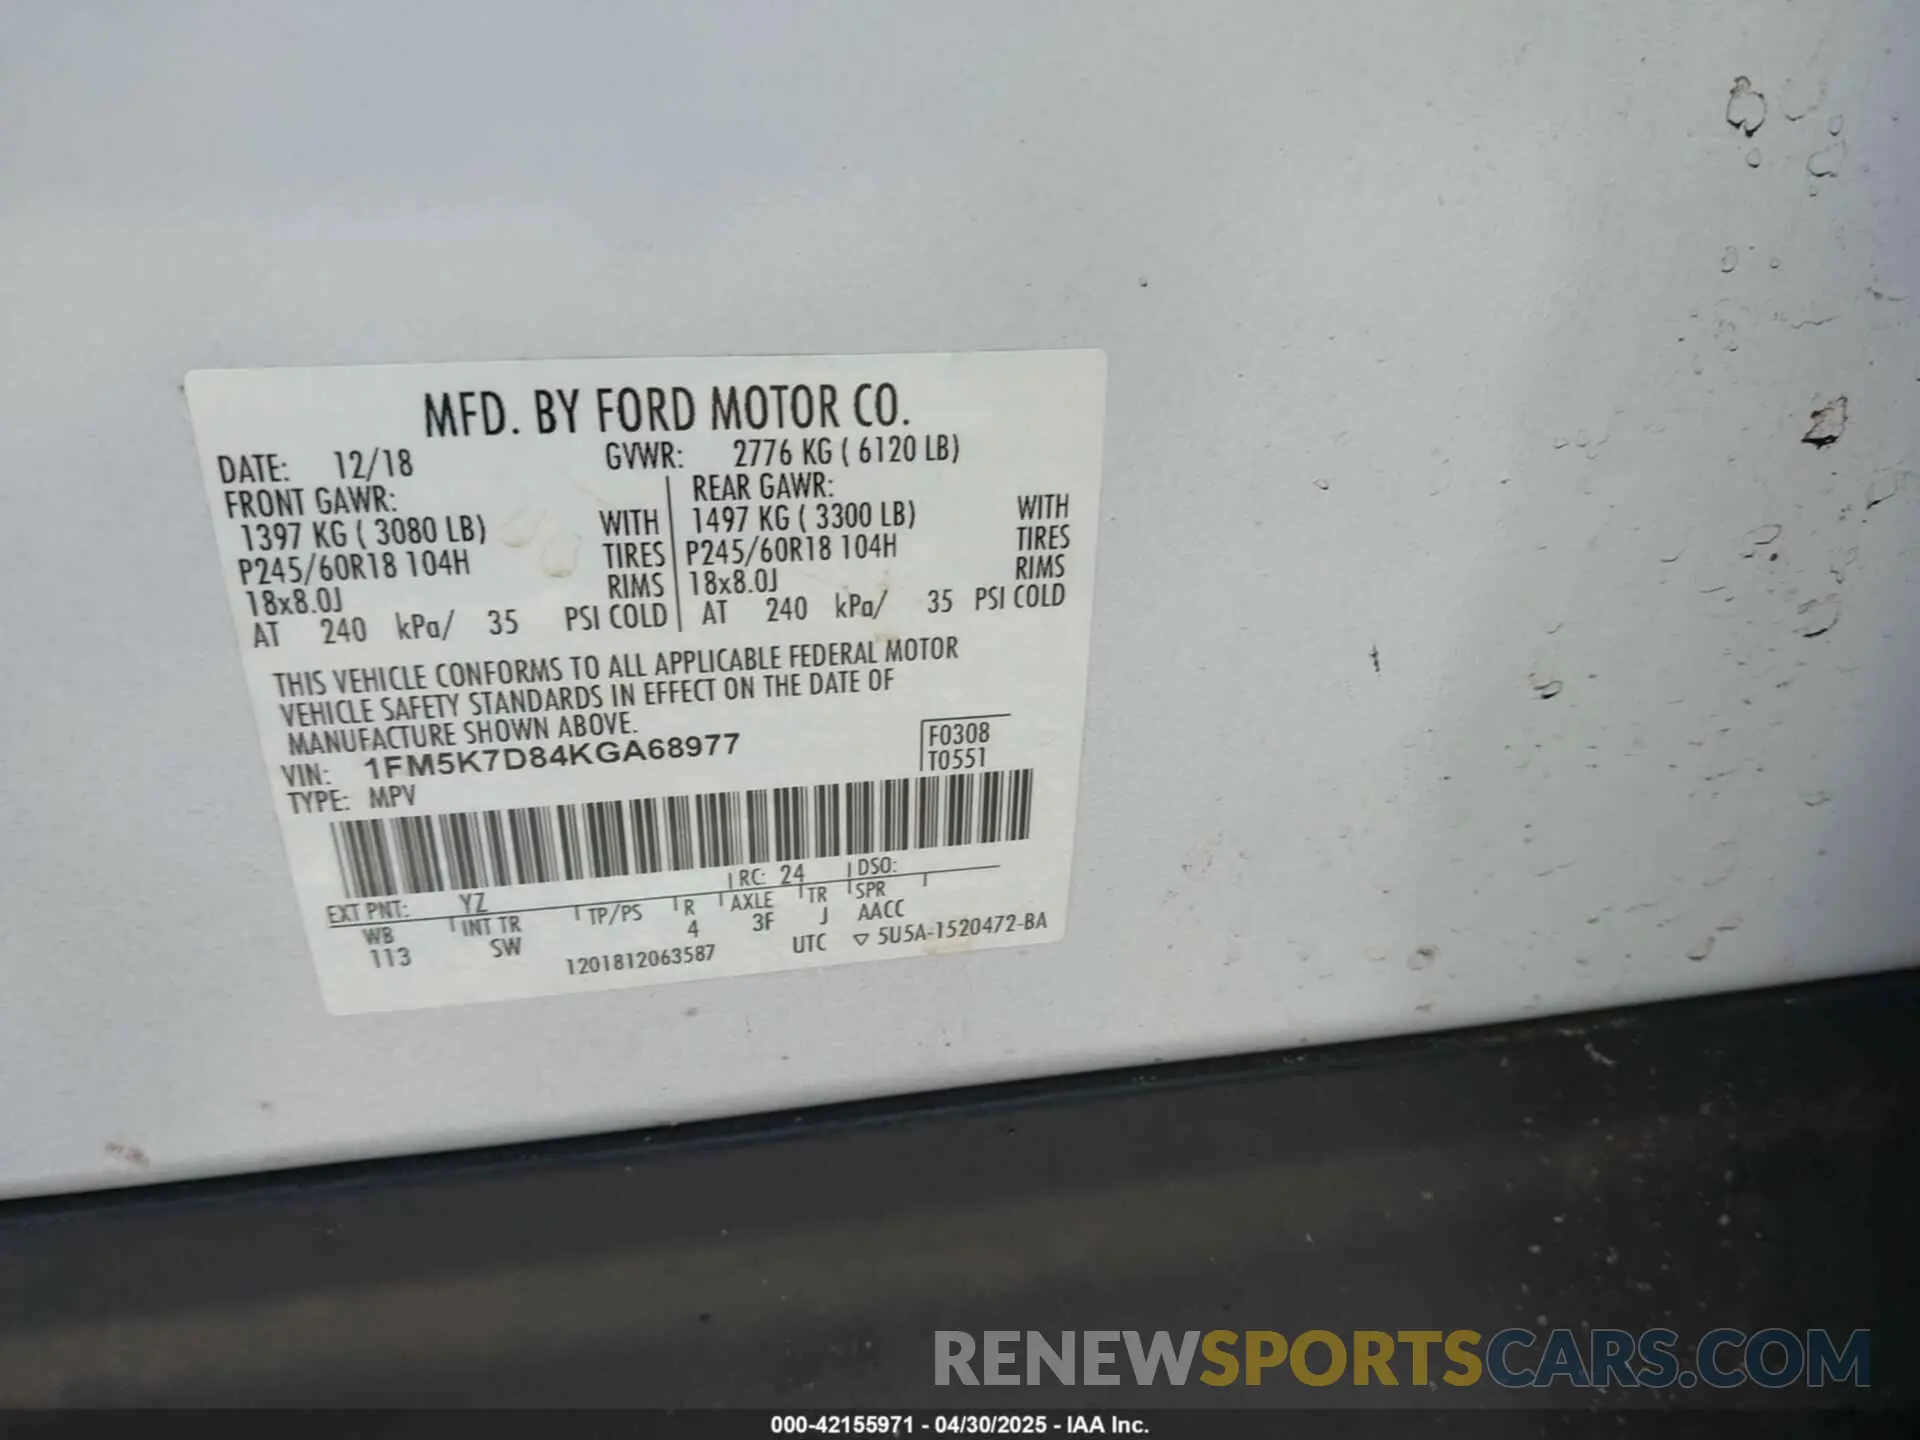 MFD. BY FORD MOTOR CO.
DATE: 12/18 GVWR: 2776 KG ( 6120 LB)
FRONT GAWR: REAR GAWR:
1397 KG ( 3080 LB) WITH 1497 KG ( 3300 LB) WITH
P245/60R18 104H TIRES P245/60R18 104H TIRES
18x8.0J RIMS 18x8.0J RIMS
AT 240 kPa/ 35 PSI COLD AT 240 kPa/ 35 PSI COLD
THIS VEHICLE CONFORMS TO ALL APPLICABLE FEDERAL MOTOR
VEHICLE SAFETY STANDARDS IN EFFECT ON THE DATE OF
MANUFACTURE SHOWN ABOVE.
VIN: 1FM5K7D84KGA68977 F0308
TYPE: MPV T0551
EXT PNT: YZ RC: 24 DSO:
WB INT TR TP/PS R AXLE TR SPR
113 SW 4 3F J AACC
1201812063587 UTC ▽ 5U5A-1520472-BA
RENEWSPORTSCARS.COM
000-42155971 - 04/30/2025 - IAA Inc.